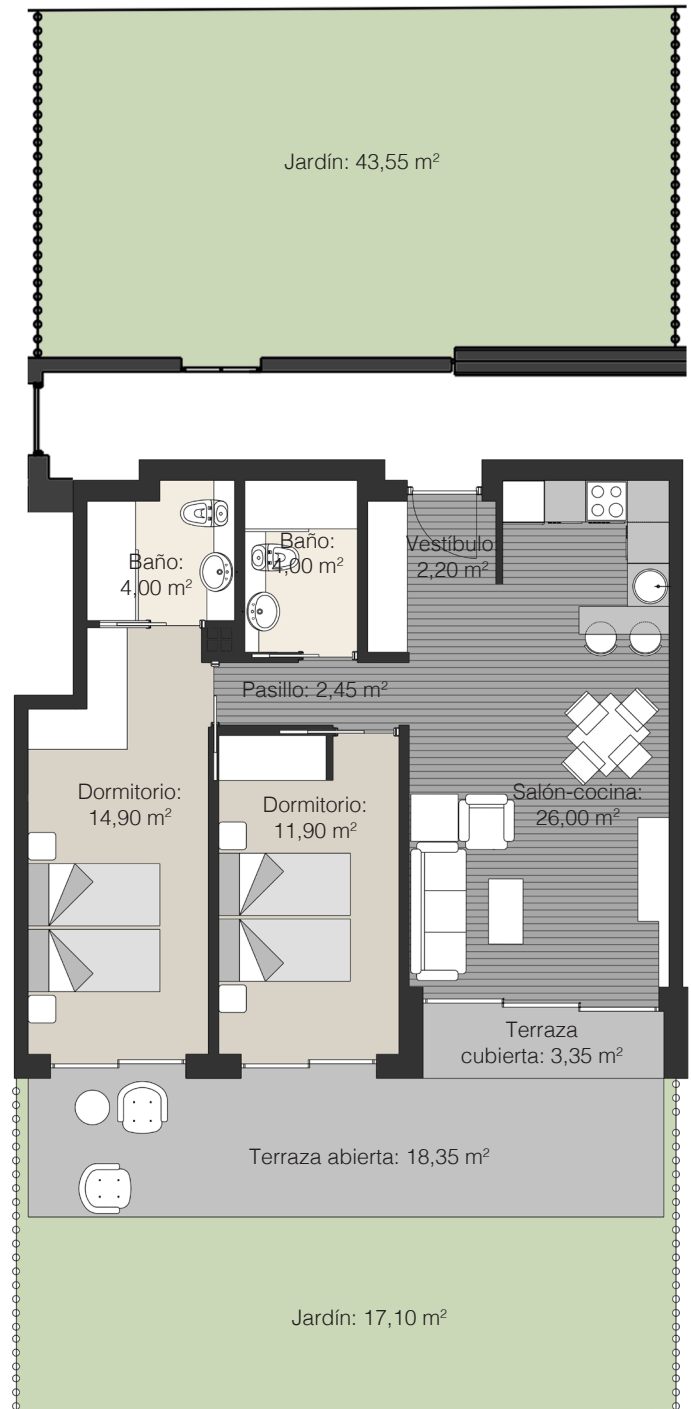 Jardín: 43,55 m²
Baño:
4,00 m²
Baño:
4,00 m²
Vestíbulo:
2,20 m²
Pasillo: 2,45 m²
Dormitorio:
14,90 m²
Dormitorio:
11,90 m²
Salón-cocina:
26,00 m²
Terraza
cubierta: 3,35 m²
Terraza abierta: 18,35 m²
Jardín: 17,10 m²